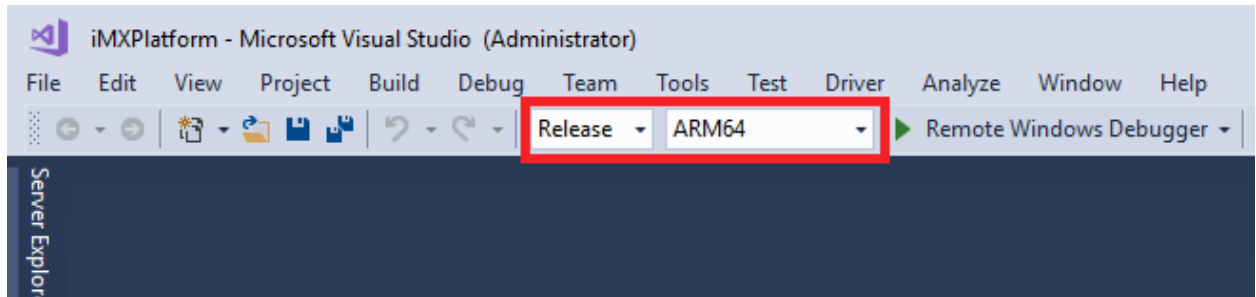 iMXPlatform - Microsoft Visual Studio (Administrator)
File Edit View Project Build Debug Team Tools Test Driver Analyze Window Help
Release ARM64 Remote Windows Debugger
Server Explor